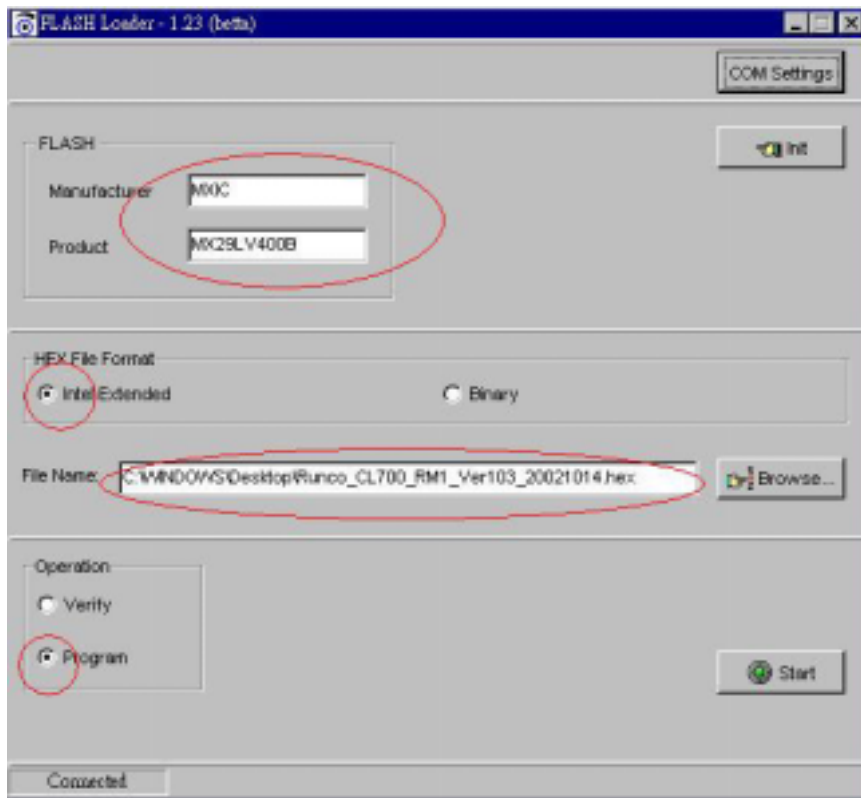 FLASH Loader - 1.23 (betta)
COM Settings
FLASH
Init
Manufacturer
MXIC
Product
MX29LV400B
HEX File Format
Intel Extended
Binary
File Name:
C:\WINDOWS\Desktop\Runco_CL700_RM1_Ver103_20021014.hex
Browse...
Operation
Verify
Program
Start
Connected